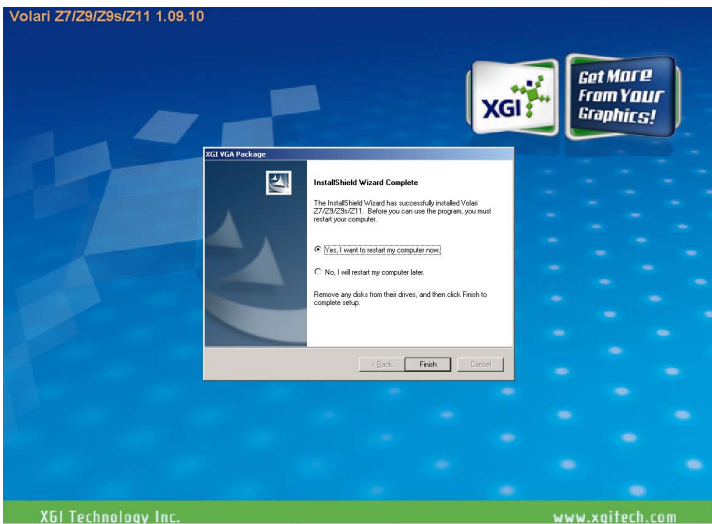 Volari Z7/Z9/Z9s/Z11 1.09.10
XGI
Get More
From Your
Graphics!
XGI VGA Package
InstallShield Wizard Complete
The InstallShield Wizard has successfully installed Volari
Z7/Z9/Z9s/Z11. Before you can use the program, you must
restart your computer.
Yes, I want to restart my computer now.
No, I will restart my computer later.
Remove any disks from their drives, and then click Finish to
complete setup.
< Back
Finish
Cancel
XGI Technology Inc.
www.xgitech.com